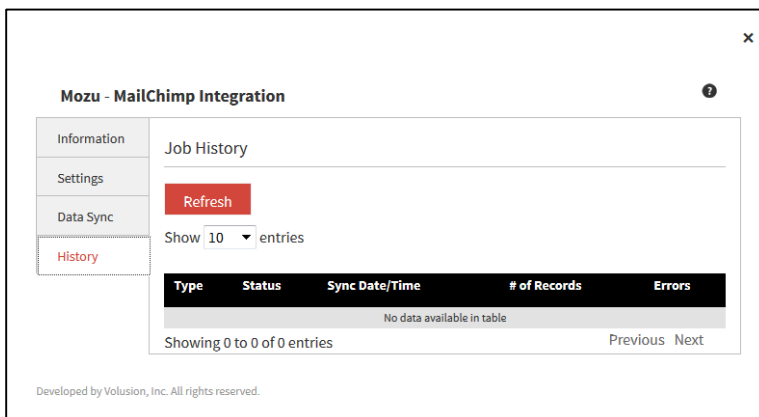 ×
Mozu - MailChimp Integration ?
Information
Settings
Data Sync
History
Job History
Refresh
Show 10 entries
Type Status Sync Date/Time # of Records Errors
No data available in table
Showing 0 to 0 of 0 entries Previous Next
Developed by Volusion, Inc. All rights reserved.